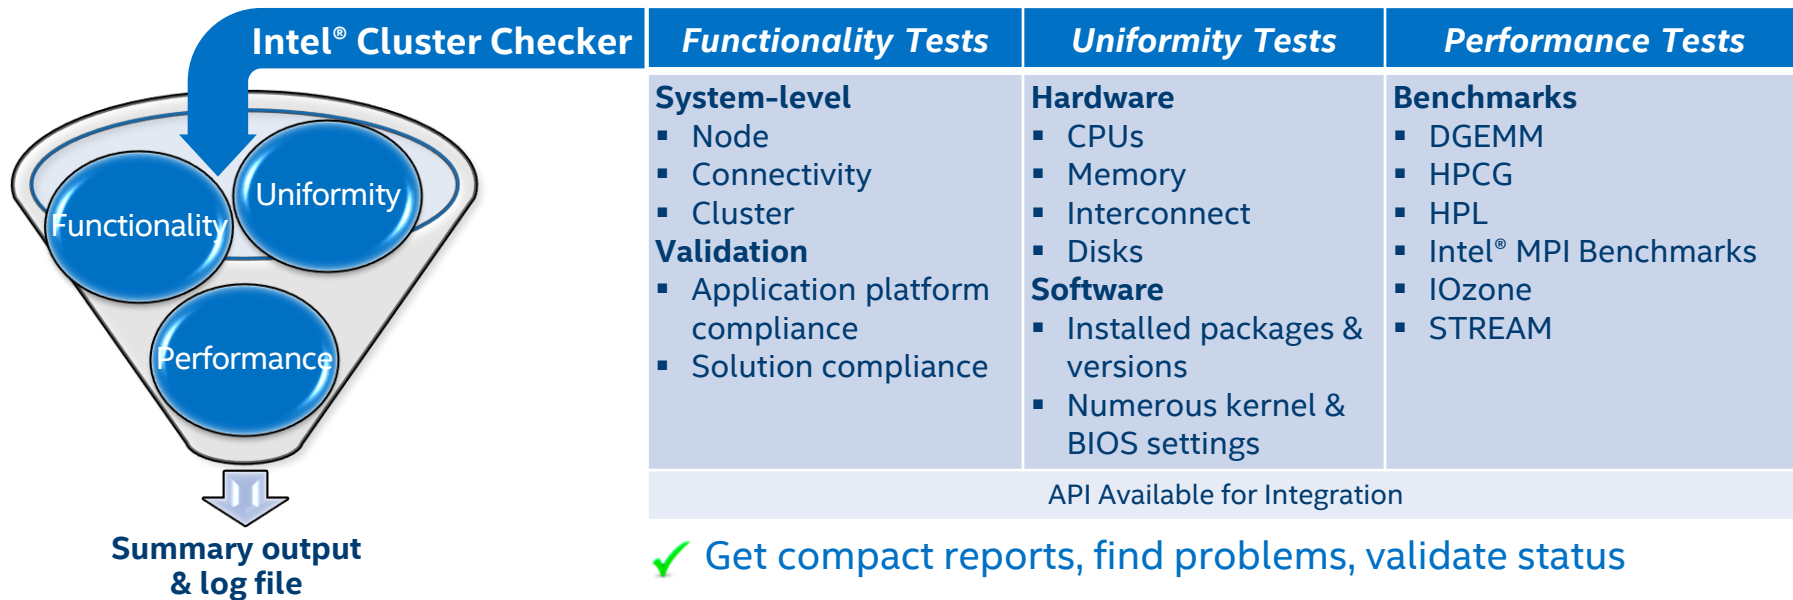 Intel® Cluster Checker
Functionality
Uniformity
Performance
Summary output
& log file
Functionality Tests
System-level
▪ Node
▪ Connectivity
▪ Cluster
Validation
▪ Application platform
compliance
▪ Solution compliance
Uniformity Tests
Hardware
▪ CPUs
▪ Memory
▪ Interconnect
▪ Disks
Software
▪ Installed packages &
versions
▪ Numerous kernel &
BIOS settings
Performance Tests
Benchmarks
▪ DGEMM
▪ HPCG
▪ HPL
▪ Intel® MPI Benchmarks
▪ IOzone
▪ STREAM
API Available for Integration
Get compact reports, find problems, validate status